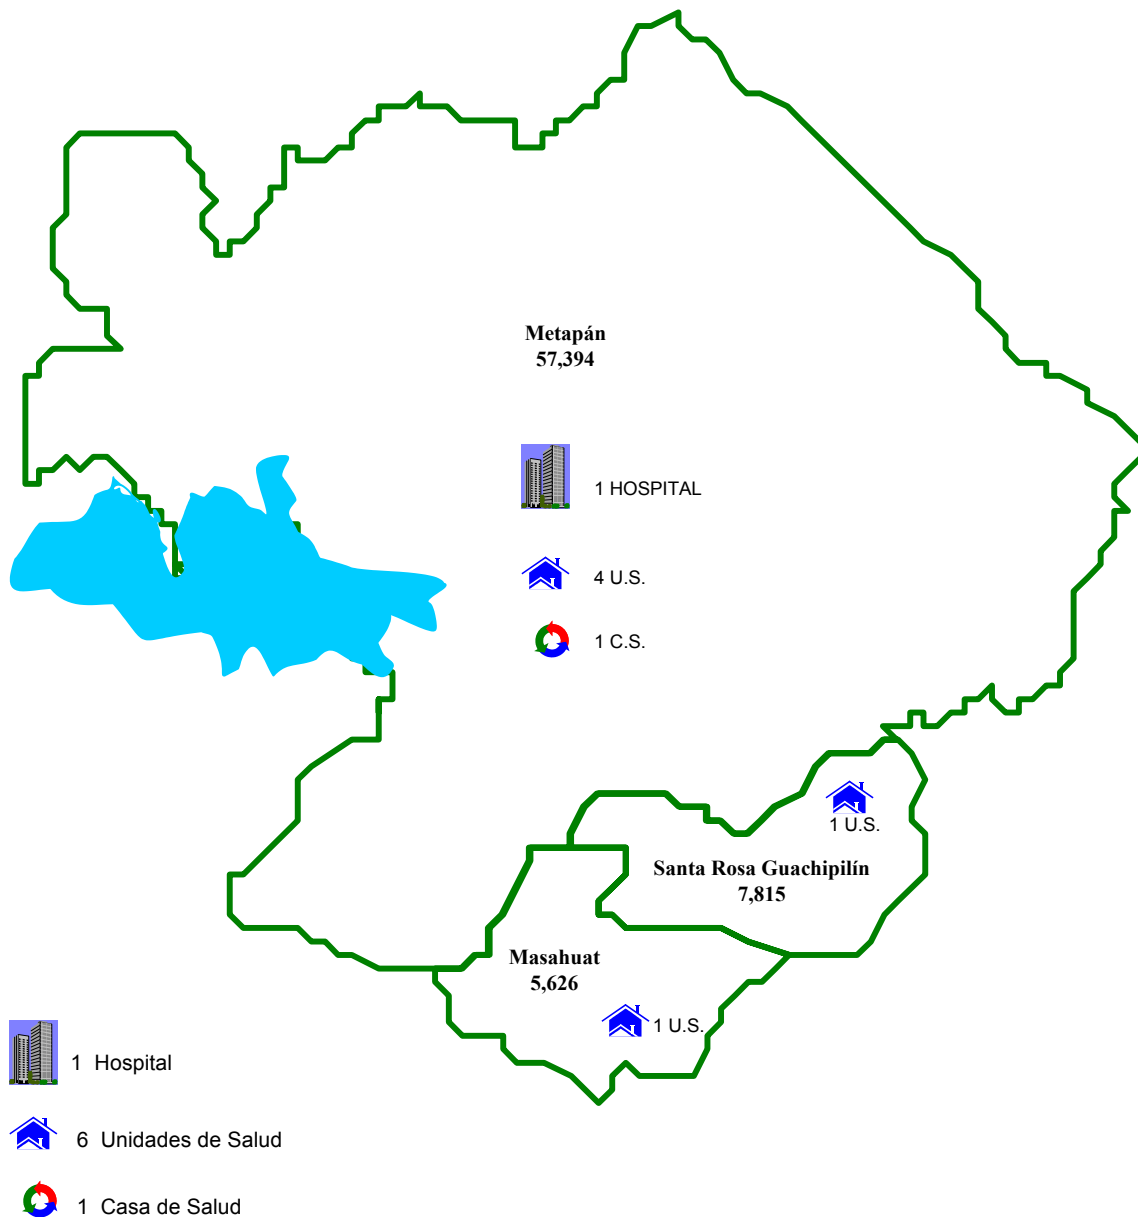 Metapán
57,394
1 HOSPITAL
4 U.S.
1 C.S.
1 U.S.
Santa Rosa Guachipilín
7,815
Masahuat
5,626
1 U.S.
1 Hospital
6 Unidades de Salud
1 Casa de Salud